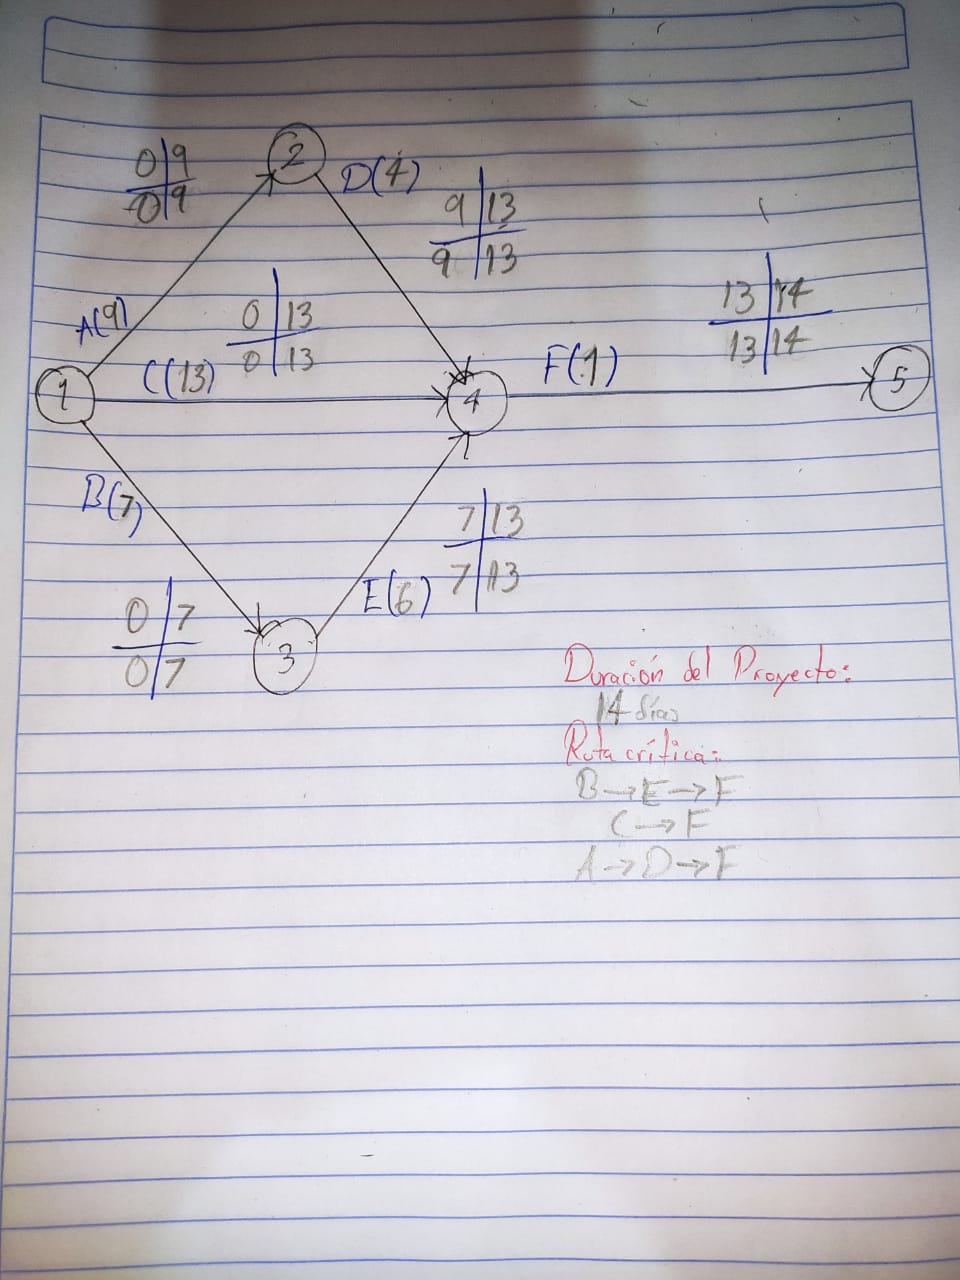 0|9
0|9
2
D(4)
9|13
9|13
13|14
13|14
A(9)
0|13
0|13
1
C(13)
4
F(1)
5
B(7)
7|13
7|13
E(6)
0|7
0|7
3
Duración del Proyecto:
14 días
Ruta crítica:
B→E→F
C→F
A→D→F